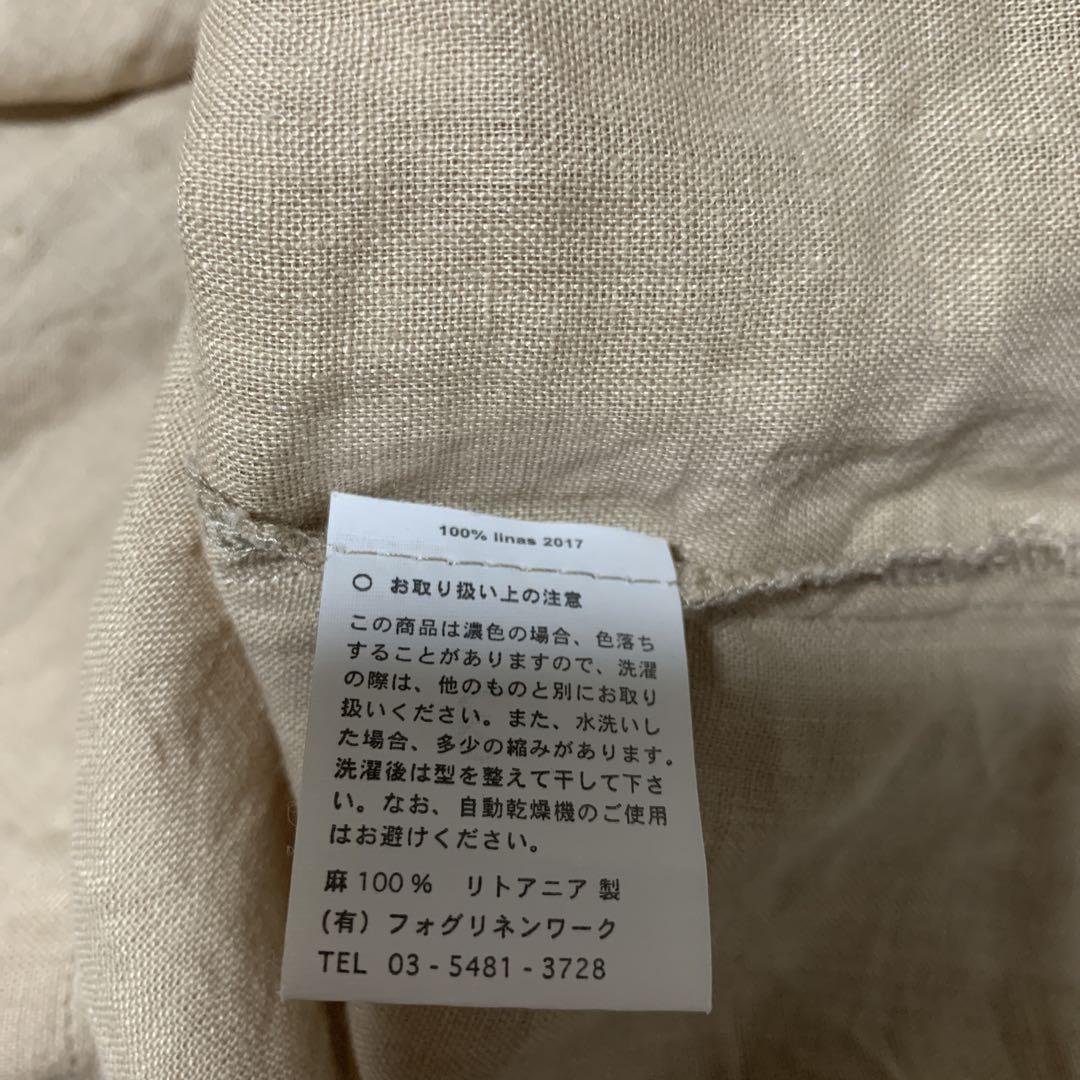 100% linas 2017
○ お取り扱い上の注意
この商品は濃色の場合、色落ち
することがありますので、洗濯
の際は、他のものと別にお取り
扱いください。また、水洗いし
た場合、多少の縮みがあります。
洗濯後は型を整えて干して下さ
い。なお、自動乾燥機のご使用
はお避けください。
麻100% リトアニア製
(有)フォグリネンワーク
TEL 03-5481-3728